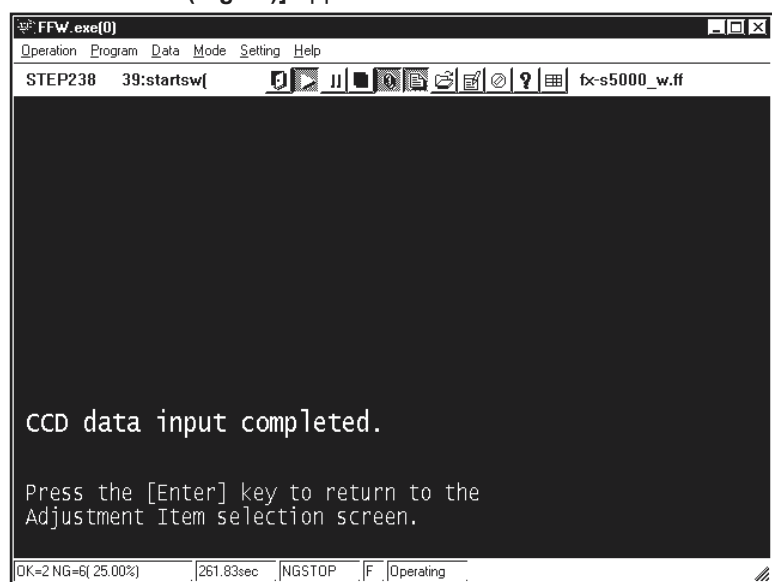 FFW.exe(0)
Operation Program Data Mode Setting Help
STEP238 39:startsw( fx-s5000_w.ff
CCD data input completed.
Press the [Enter] key to return to the
Adjustment Item selection screen.
OK=2 NG=6( 25.00%) 261.83sec NGSTOP F Operating